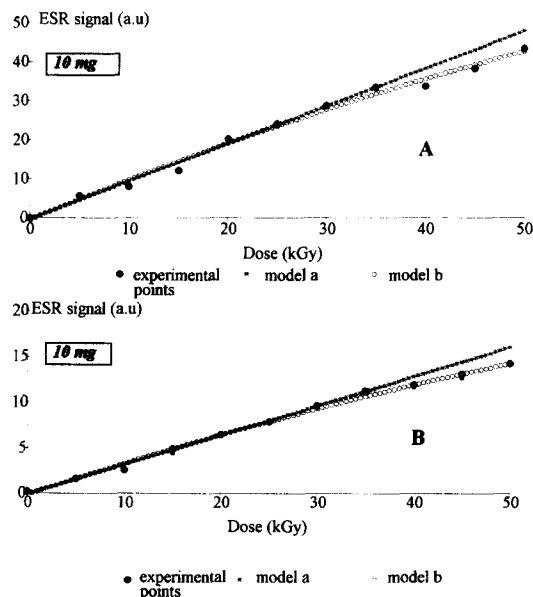 ESR signal (a.u)
50
10 mg
40
30
20
A
10
0
0 10 20 30 40 50
Dose (kGy)
experimental points model a model b
ESR signal (a.u)
20
10 mg
15
10
B
5
0
0 10 20 30 40 50
Dose (kGy)
experimental points model a model b